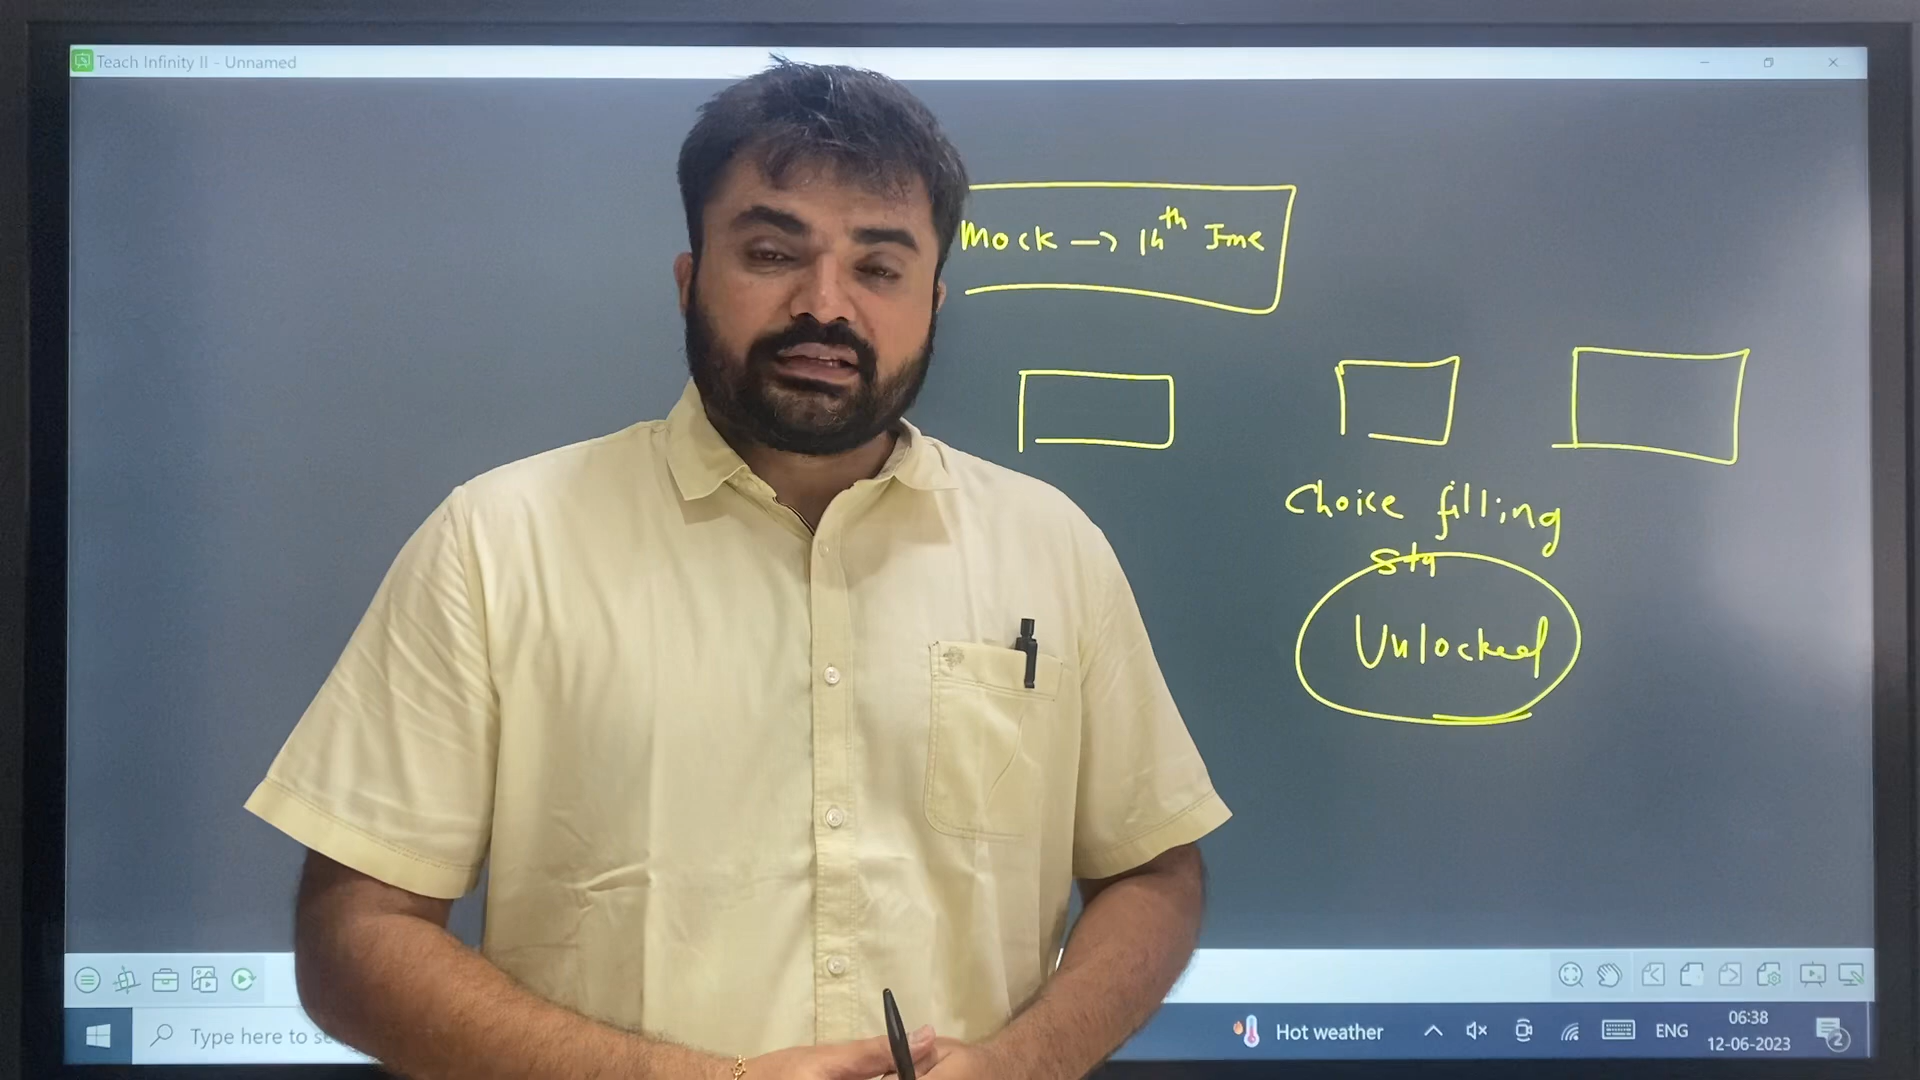 Teach Infinity II - Unnamed
Mock → 14th June
Choice filling
Unlocked
Type here to se
Hot weather
ENG
06:38
12-06-2023
2